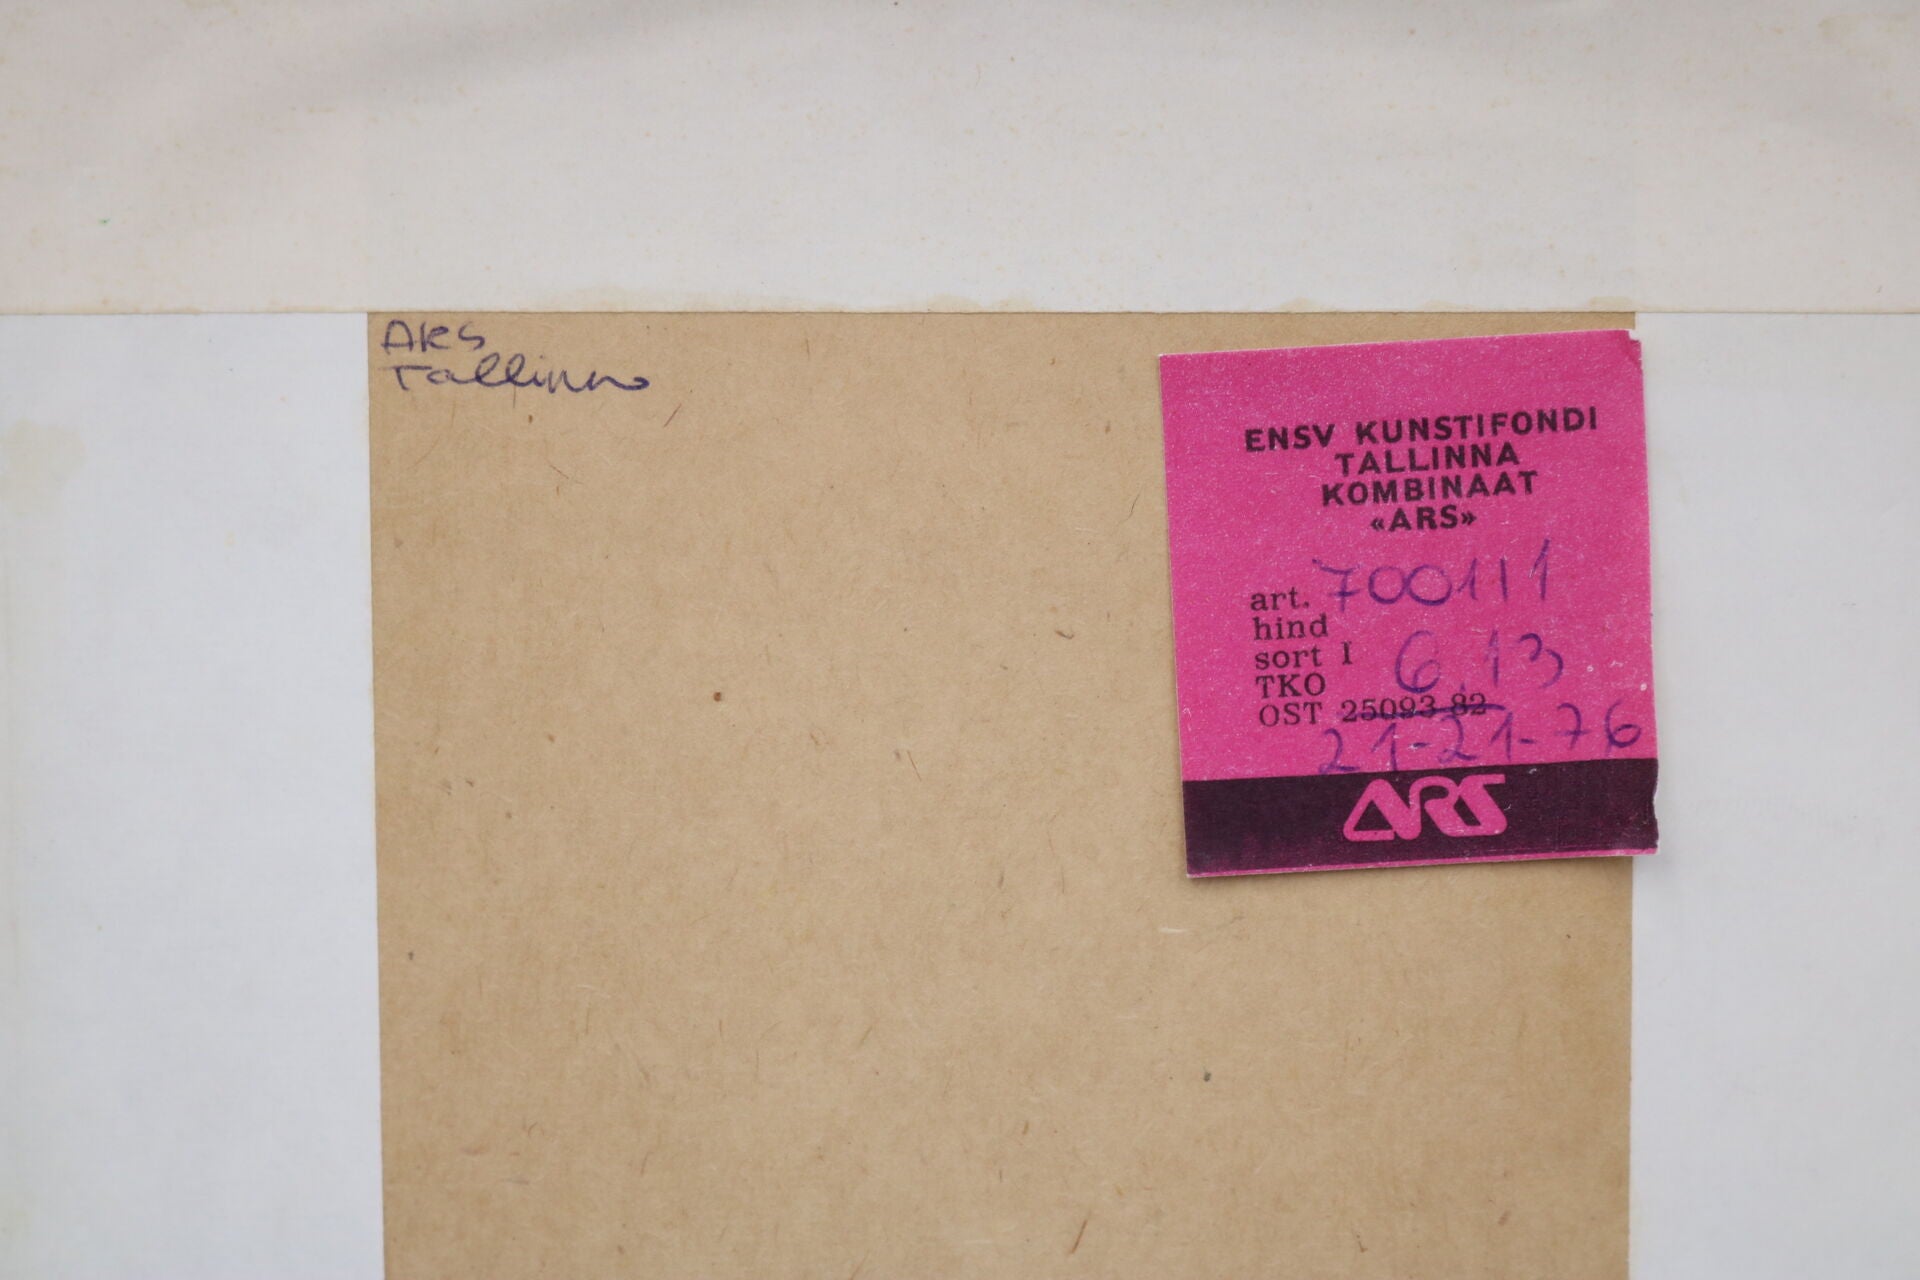 ARS
Tallinn
ENSV KUNSTIFONDI
TALLINNA
KOMBINAAT
«ARS»
art. 700111
hind
sort I 6.13
TKO
OST 25093 82
21-21-76
ARS